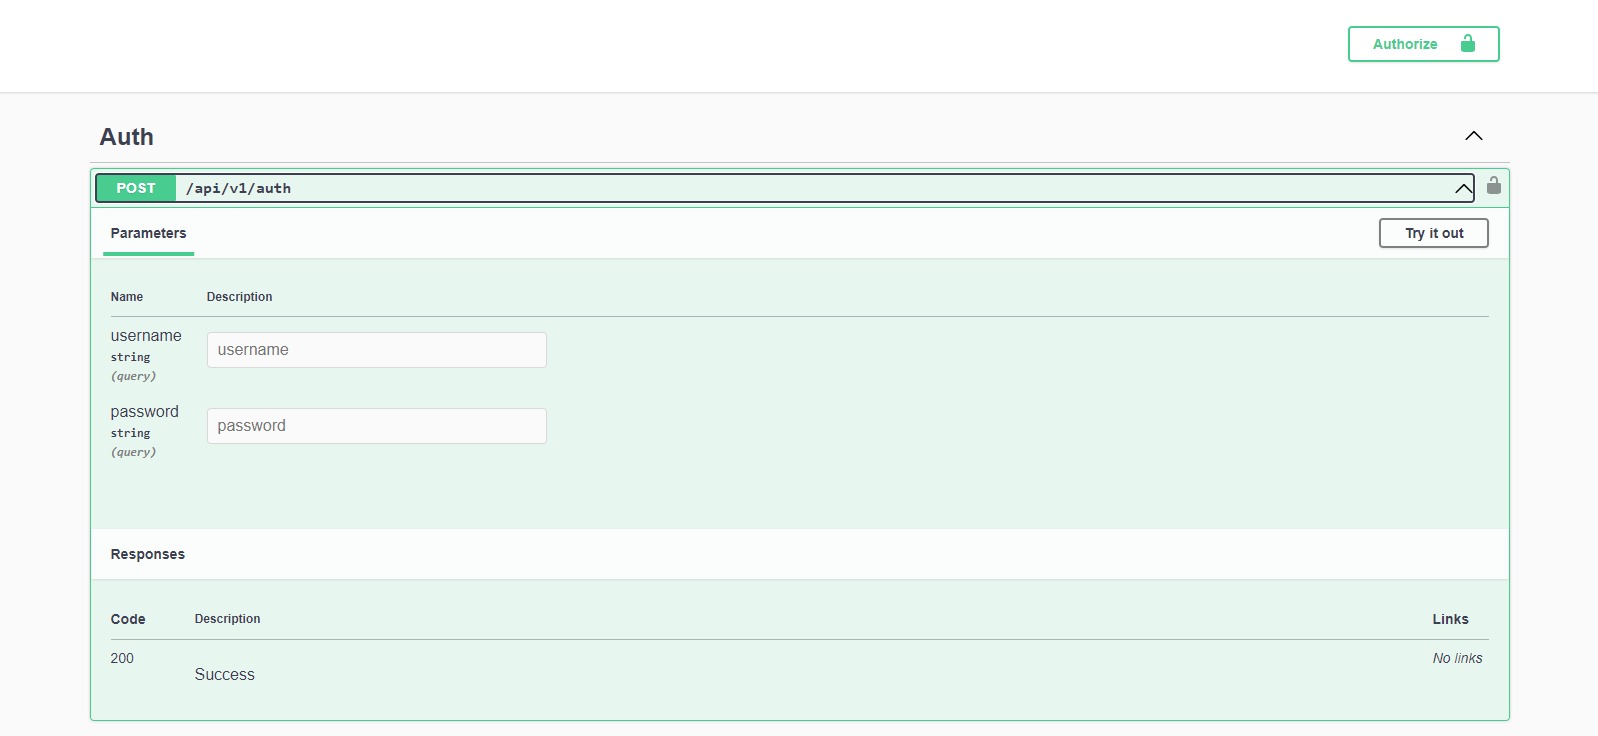 Authorize
Auth
POST /api/v1/auth
Parameters
Try it out
Name Description
username
string
(query)
username
password
string
(query)
password
Responses
Code Description Links
200 Success No links